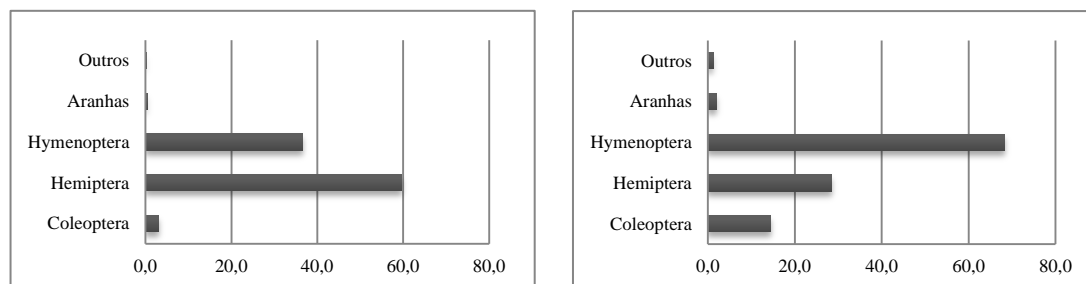 Outros
Aranhas
Hymenoptera
Hemiptera
Coleoptera
0,0 20,0 40,0 60,0 80,0
Outros
Aranhas
Hymenoptera
Hemiptera
Coleoptera
0,0 20,0 40,0 60,0 80,0